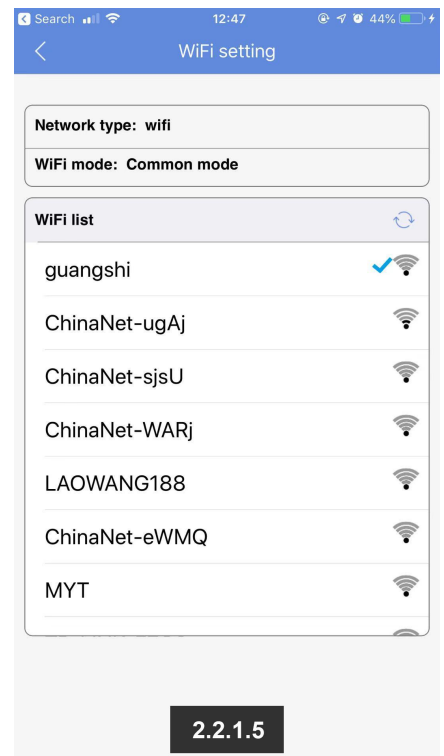 Search 12:47 44%
WiFi setting
Network type: wifi
WiFi mode: Common mode
WiFi list
guangshi
ChinaNet-ugAj
ChinaNet-sjsU
ChinaNet-WARj
LAOWANG188
ChinaNet-eWMQ
MYT
2.2.1.5